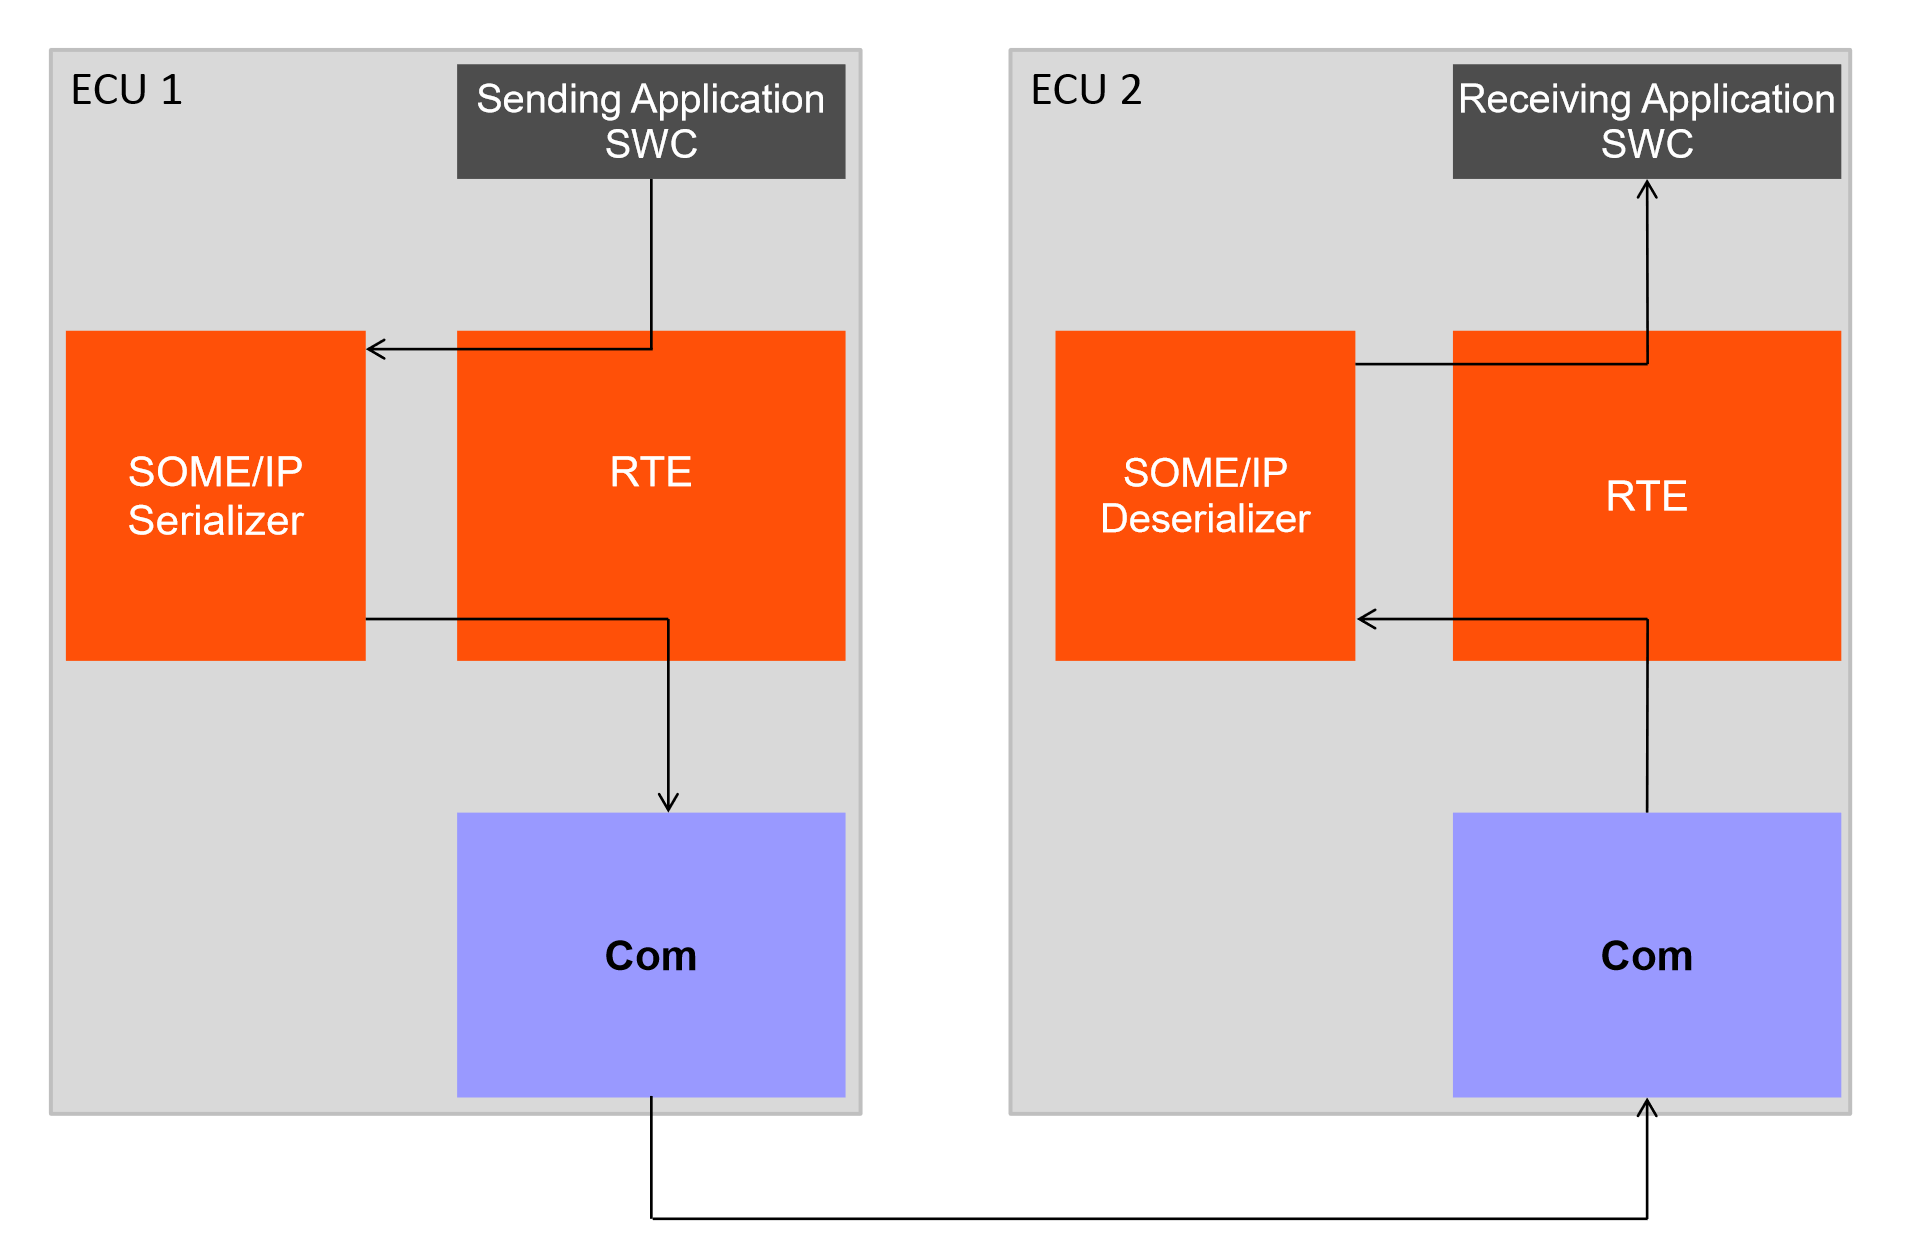 ECU 1
Sending Application
SWC
SOME/IP
Serializer
RTE
Com
ECU 2
Receiving Application
SWC
SOME/IP
Deserializer
RTE
Com